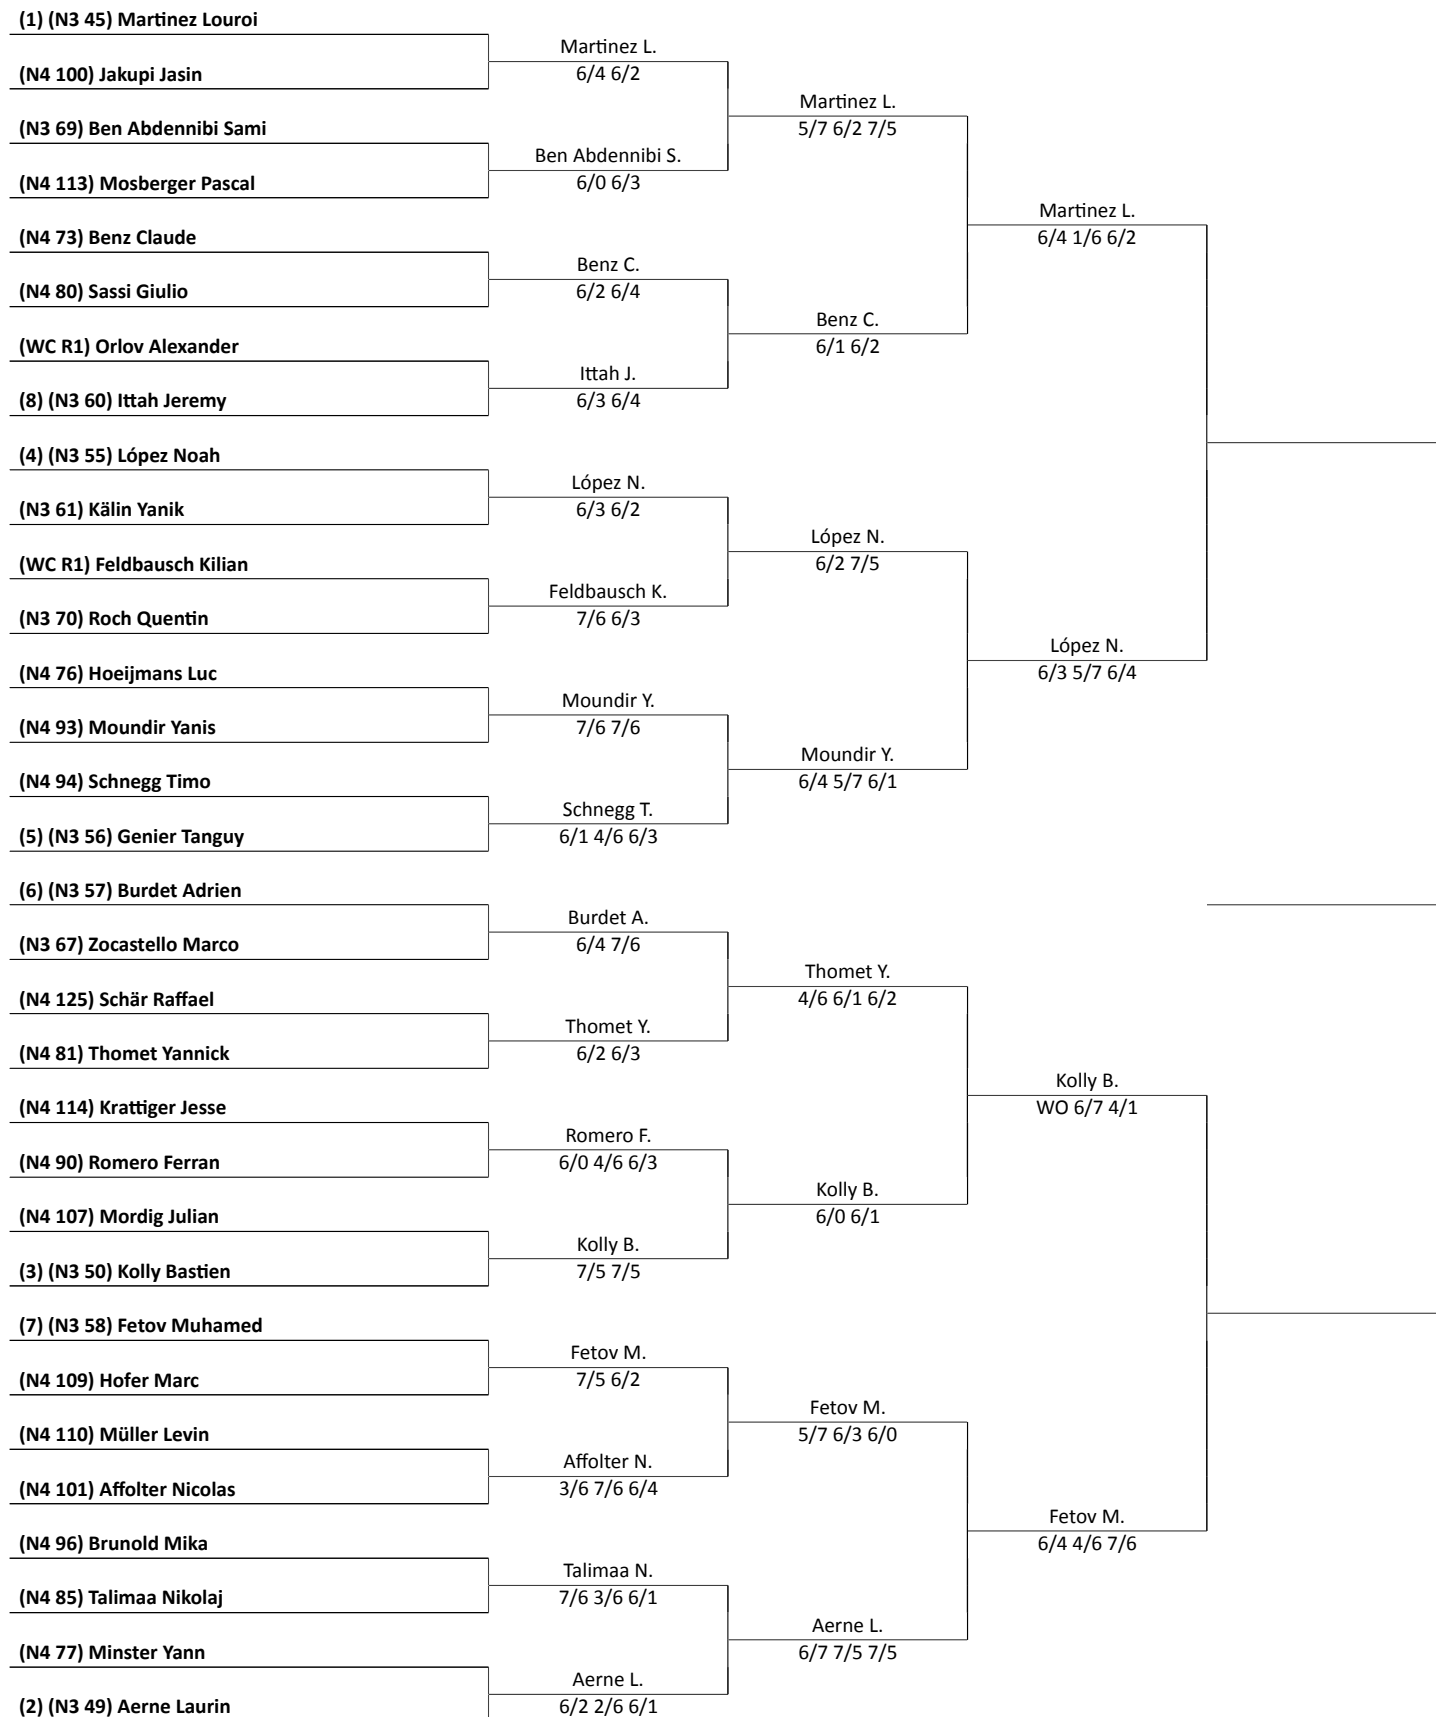 (1) (N3 45) Martinez Louroi
Martinez L.
6/4 6/2
(N4 100) Jakupi Jasin
Martinez L.
5/7 6/2 7/5
(N3 69) Ben Abdennibi Sami
Ben Abdennibi S.
6/0 6/3
(N4 113) Mosberger Pascal
Martinez L.
6/4 1/6 6/2
(N4 73) Benz Claude
Benz C.
6/2 6/4
(N4 80) Sassi Giulio
Benz C.
6/1 6/2
(WC R1) Orlov Alexander
Ittah J.
6/3 6/4
(8) (N3 60) Ittah Jeremy
(4) (N3 55) López Noah
López N.
6/3 6/2
(N3 61) Kälin Yanik
López N.
6/2 7/5
(WC R1) Feldbausch Kilian
Feldbausch K.
7/6 6/3
(N3 70) Roch Quentin
López N.
6/3 5/7 6/4
(N4 76) Hoeijmans Luc
Moundir Y.
7/6 7/6
(N4 93) Moundir Yanis
Moundir Y.
6/4 5/7 6/1
(N4 94) Schnegg Timo
Schnegg T.
6/1 4/6 6/3
(5) (N3 56) Genier Tanguy
(6) (N3 57) Burdet Adrien
Burdet A.
6/4 7/6
(N3 67) Zocastello Marco
Thomet Y.
4/6 6/1 6/2
(N4 125) Schär Raffael
Thomet Y.
6/2 6/3
(N4 81) Thomet Yannick
Kolly B.
WO 6/7 4/1
(N4 114) Krattiger Jesse
Romero F.
6/0 4/6 6/3
(N4 90) Romero Ferran
Kolly B.
6/0 6/1
(N4 107) Mordig Julian
Kolly B.
7/5 7/5
(3) (N3 50) Kolly Bastien
(7) (N3 58) Fetov Muhamed
Fetov M.
7/5 6/2
(N4 109) Hofer Marc
Fetov M.
5/7 6/3 6/0
(N4 110) Müller Levin
Affolter N.
3/6 7/6 6/4
(N4 101) Affolter Nicolas
Fetov M.
6/4 4/6 7/6
(N4 96) Brunold Mika
Talimaa N.
7/6 3/6 6/1
(N4 85) Talimaa Nikolaj
Aerne L.
6/7 7/5 7/5
(N4 77) Minster Yann
Aerne L.
6/2 2/6 6/1
(2) (N3 49) Aerne Laurin